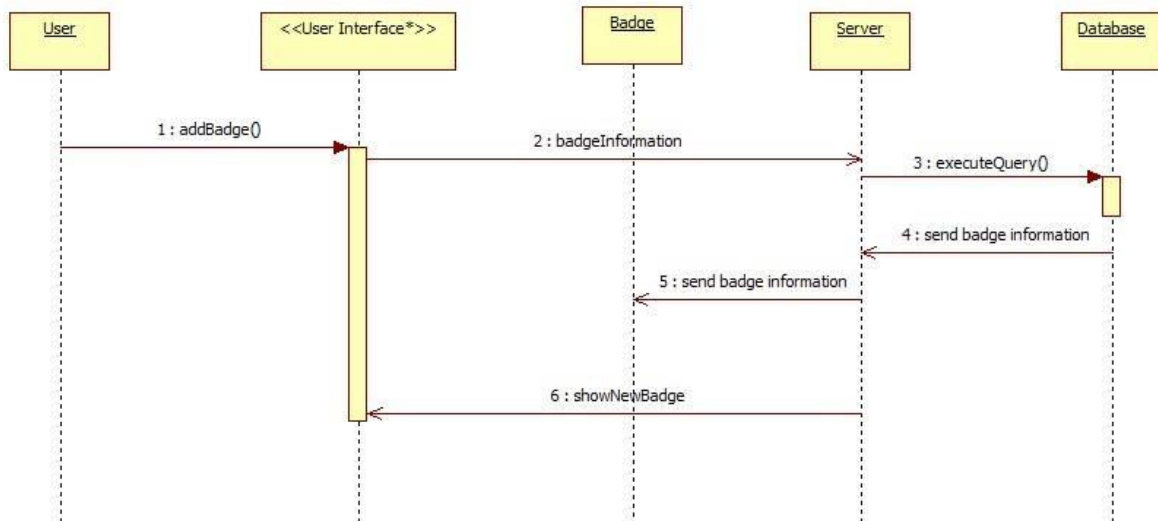 User
<<User Interface*>>
Badge
Server
Database
1 : addBadge()
2 : badgeInformation
3 : executeQuery()
4 : send badge information
5 : send badge information
6 : showNewBadge